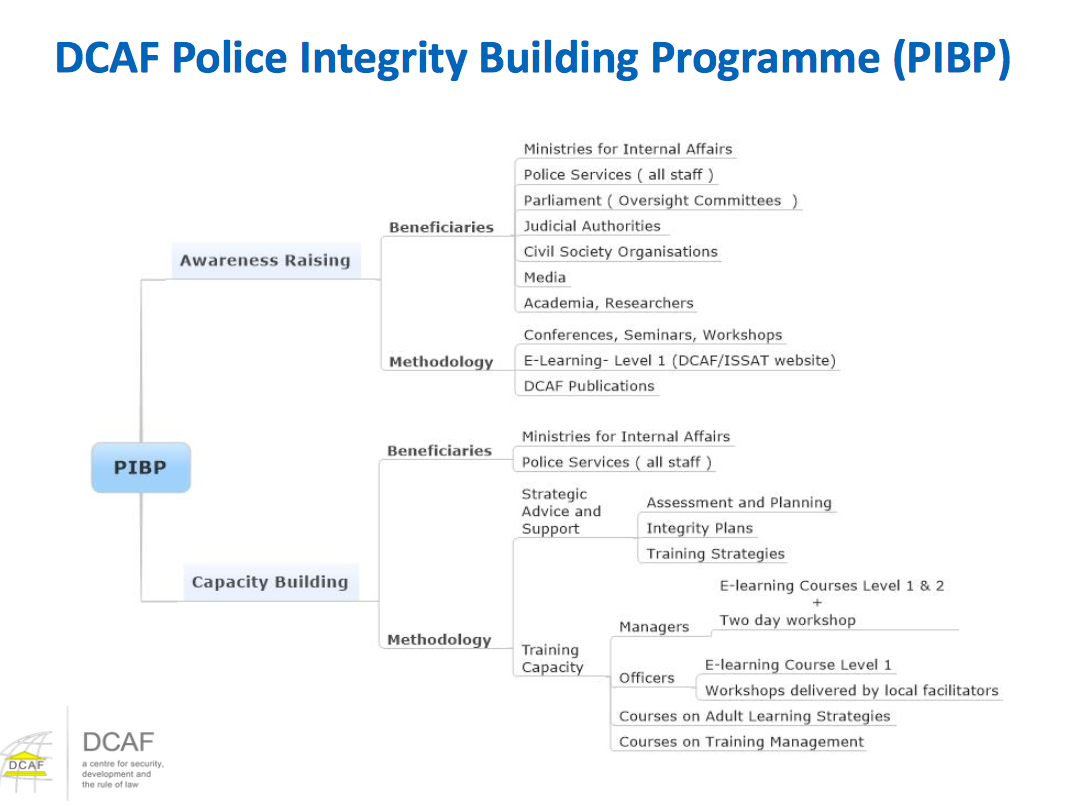 DCAF Police Integrity Building Programme (PIBP)
Ministries for Internal Affairs
Police Services ( all staff )
Parliament ( Oversight Committees  )
Beneficiaries
Judicial Authorities
Civil Society Organisations
Awareness Raising
Media
Academia, Researchers
Conferences, Seminars, Workshops
Methodology
E-Learning- Level 1 (DCAF/ISSAT website)
DCAF Publications
PIBP
Beneficiaries
Ministries for Internal Affairs
Police Services ( all staff )
Capacity Building
Methodology
Strategic
Advice and
Support
Assessment and Planning
Integrity Plans
Training Strategies
Training
Capacity
Managers
E-learning Courses Level 1 & 2
+
Two day workshop
Officers
E-learning Course Level 1
Workshops delivered by local facilitators
Courses on Adult Learning Strategies
Courses on Training Management
DCAF
DCAF
a centre for security,
development and
the rule of law